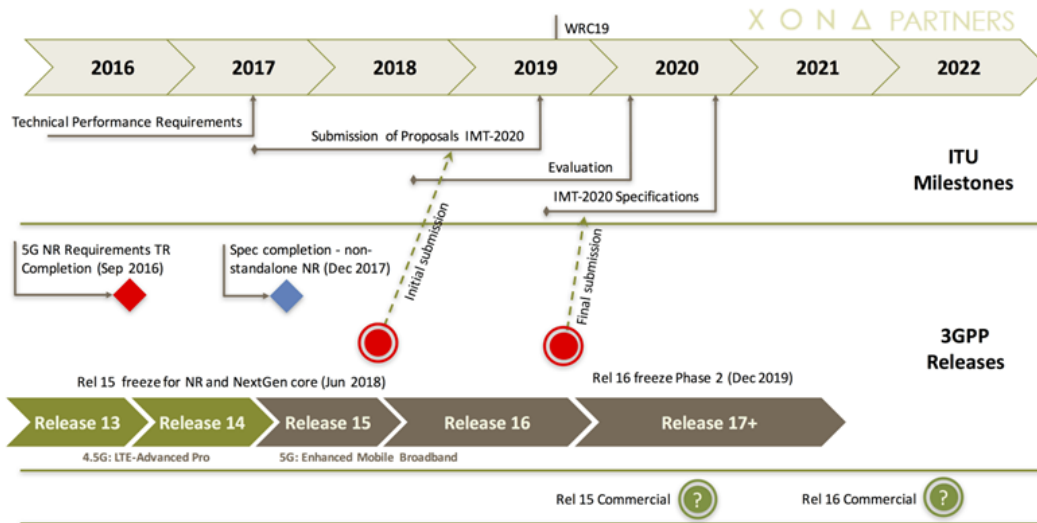 XONA PARTNERS
WRC19
2016 2017 2018 2019 2020 2021 2022
Technical Performance Requirements
Submission of Proposals IMT-2020
Evaluation
IMT-2020 Specifications
ITU
Milestones
5G NR Requirements TR
Completion (Sep 2016)
Spec completion - non-
standalone NR (Dec 2017)
Initial submission
Final submission
3GPP
Releases
Rel 15 freeze for NR and NextGen core (Jun 2018)
Rel 16 freeze Phase 2 (Dec 2019)
Release 13 Release 14 Release 15 Release 16 Release 17+
4.5G: LTE-Advanced Pro
5G: Enhanced Mobile Broadband
Rel 15 Commercial ?
Rel 16 Commercial ?